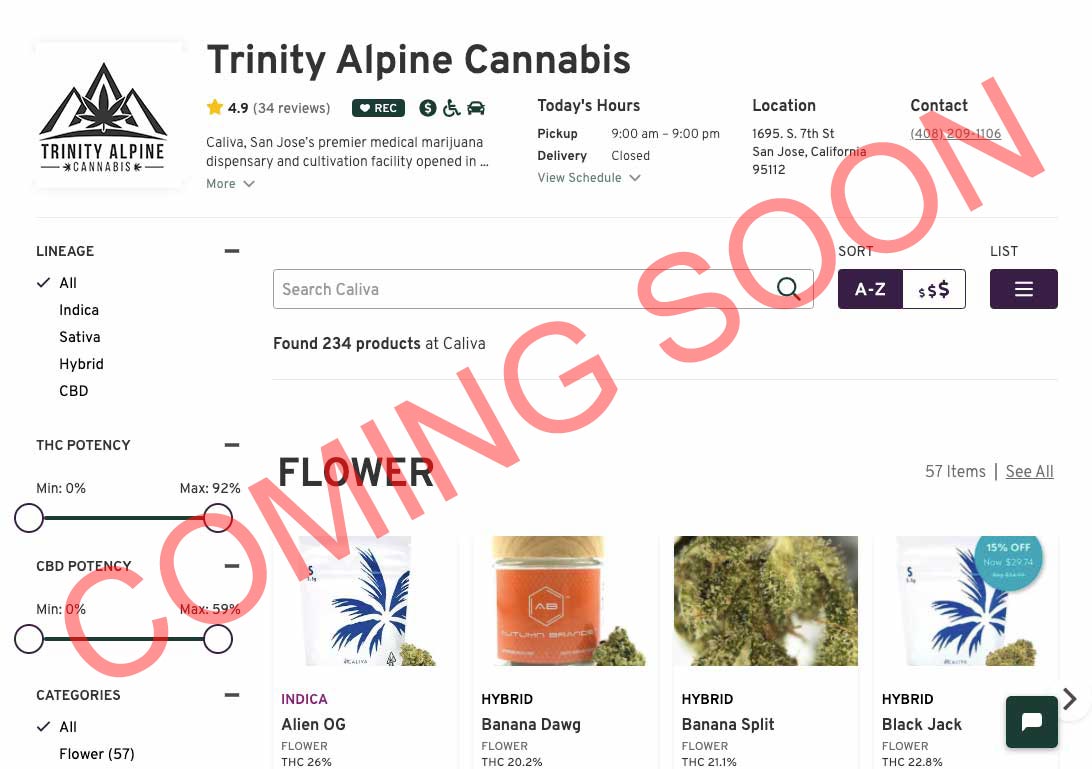 Trinity Alpine Cannabis
TRINITY ALPINE
CANNABIS
4.9 (34 reviews)
REC
Caliva, San Jose's premier medical marijuana
dispensary and cultivation facility opened in ...
More
Today's Hours
Pickup 9:00 am – 9:00 pm
Delivery Closed
View Schedule
Location
1695. S. 7th St
San Jose, California
95112
Contact
(408) 209-1106
COMING SOON
LINEAGE
All
Indica
Sativa
Hybrid
CBD
THC POTENCY
Min: 0% Max: 92%
CBD POTENCY
Min: 0% Max: 59%
CATEGORIES
All
Flower (57)
Search Caliva
SORT
A-Z $$$
LIST
Found 234 products at Caliva
FLOWER
57 Items | See All
$
CALIVA
INDICA
Alien OG
FLOWER
THC 26%
AB
AUTUMN BRANDS
HYBRID
Banana Dawg
FLOWER
THC 20.2%
HYBRID
Banana Split
FLOWER
THC 21.1%
15% OFF
Now $29.74
$
CALIVA
HYBRID
Black Jack
FLOWER
THC 22.8%